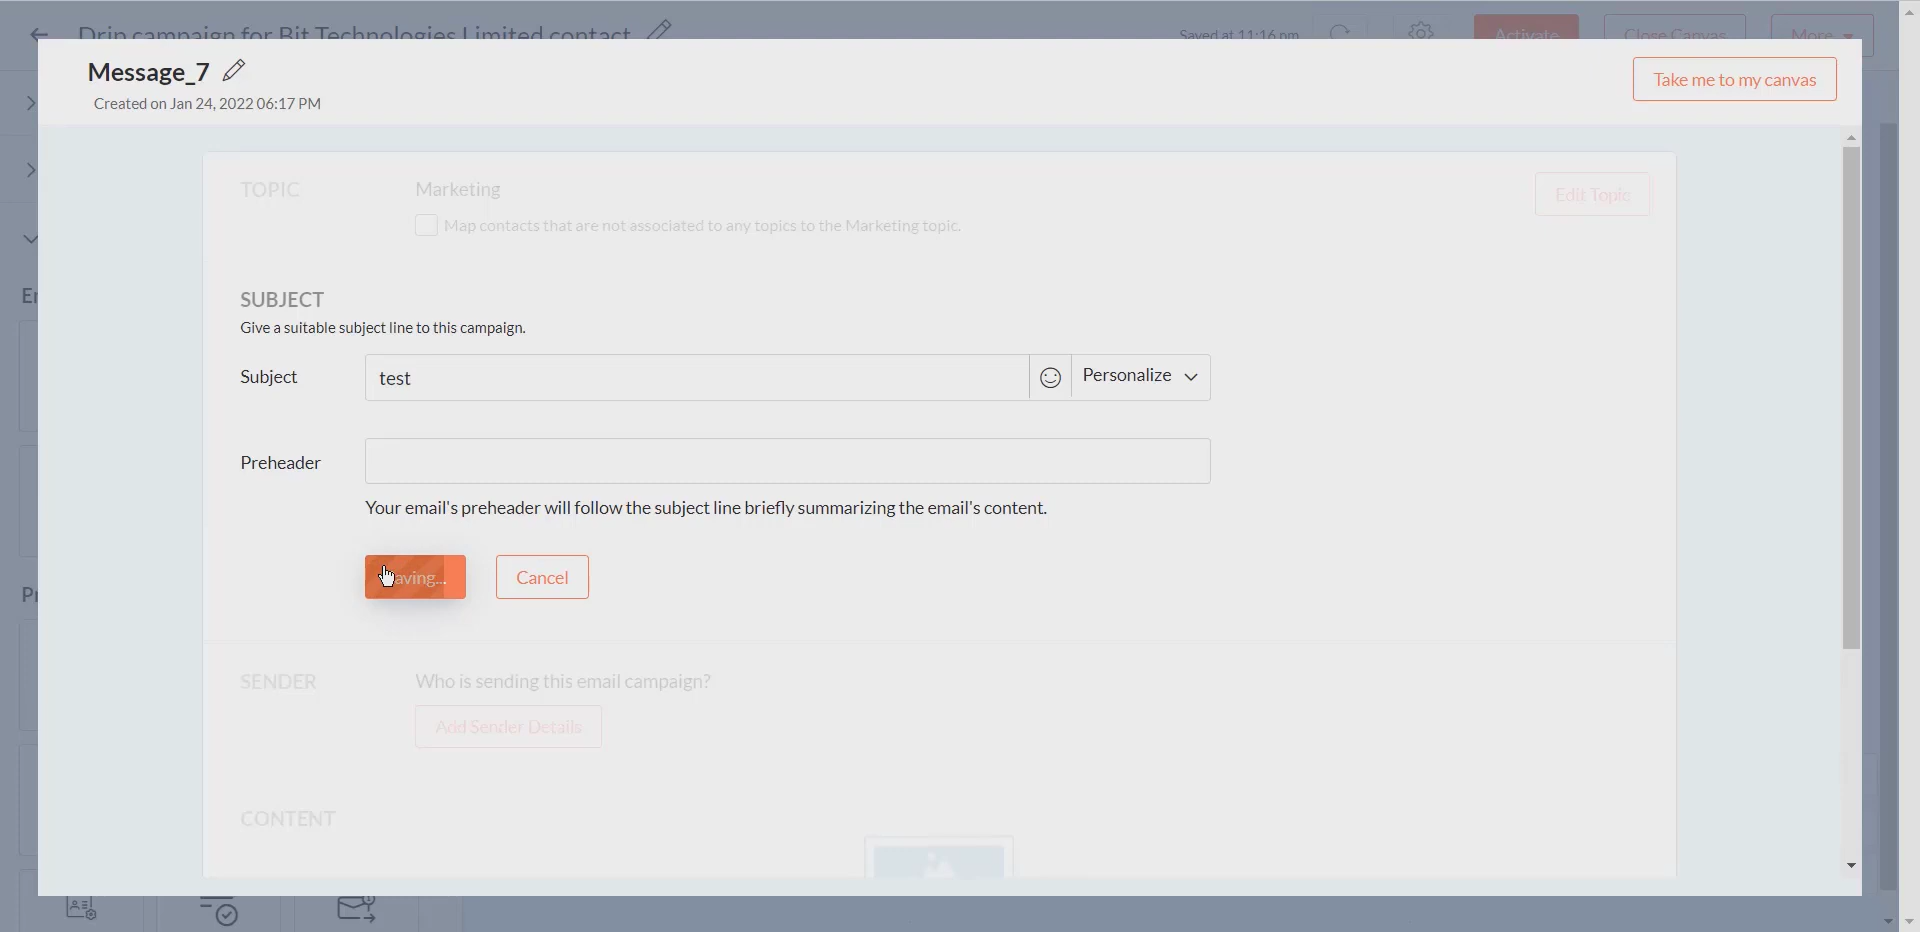 Drip campaign for Bit Technologies Limited contact
Saved at 11:16 pm
Activate
Close Canvas
More
Message_7
Created on Jan 24, 2022 06:17 PM
Take me to my canvas
TOPIC
Marketing
Edit Topic
Map contacts that are not associated to any topics to the Marketing topic.
SUBJECT
Give a suitable subject line to this campaign.
Subject
test
Personalize
Preheader
Your email's preheader will follow the subject line briefly summarizing the email's content.
aving...
Cancel
SENDER
Who is sending this email campaign?
Add Sender Details
CONTENT